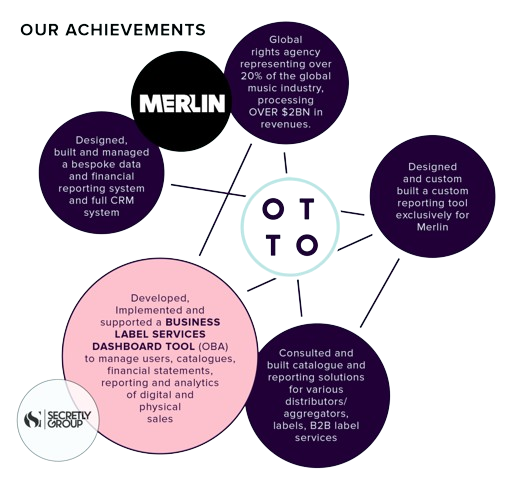 OUR ACHIEVEMENTS
Global
rights agency
representing over
20% of the global
music industry,
processing
OVER $2BN in
revenues.
MERLIN
Designed,
built and managed
a bespoke data
and financial
reporting system
and full CRM
system
Designed
and custom
built a custom
reporting tool
exclusively for
Merlin
O T
T O
Developed,
Implemented and
supported a BUSINESS
LABEL SERVICES
DASHBOARD TOOL (OBA)
to manage users, catalogues,
financial statements,
reporting and analytics
of digital and
physical
sales
Consulted and
built catalogue and
reporting solutions
for various
distributors/
aggregators,
labels, B2B label
services
SECRETLY
GROUP